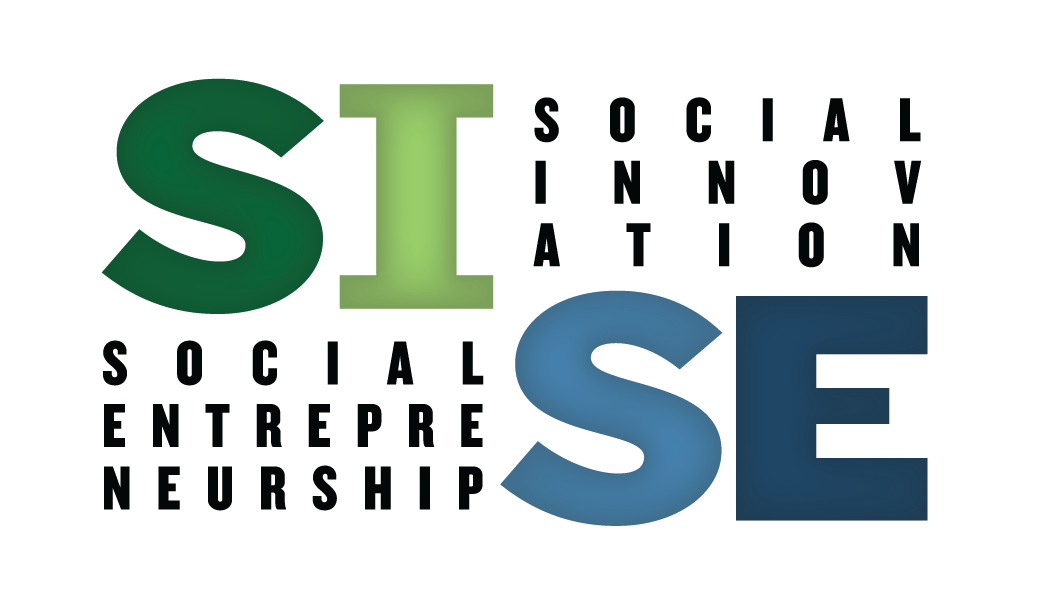 SI
SOCIAL
INNOV
ATION
SOCIAL
ENTREPRE
NEURSHIP
SE